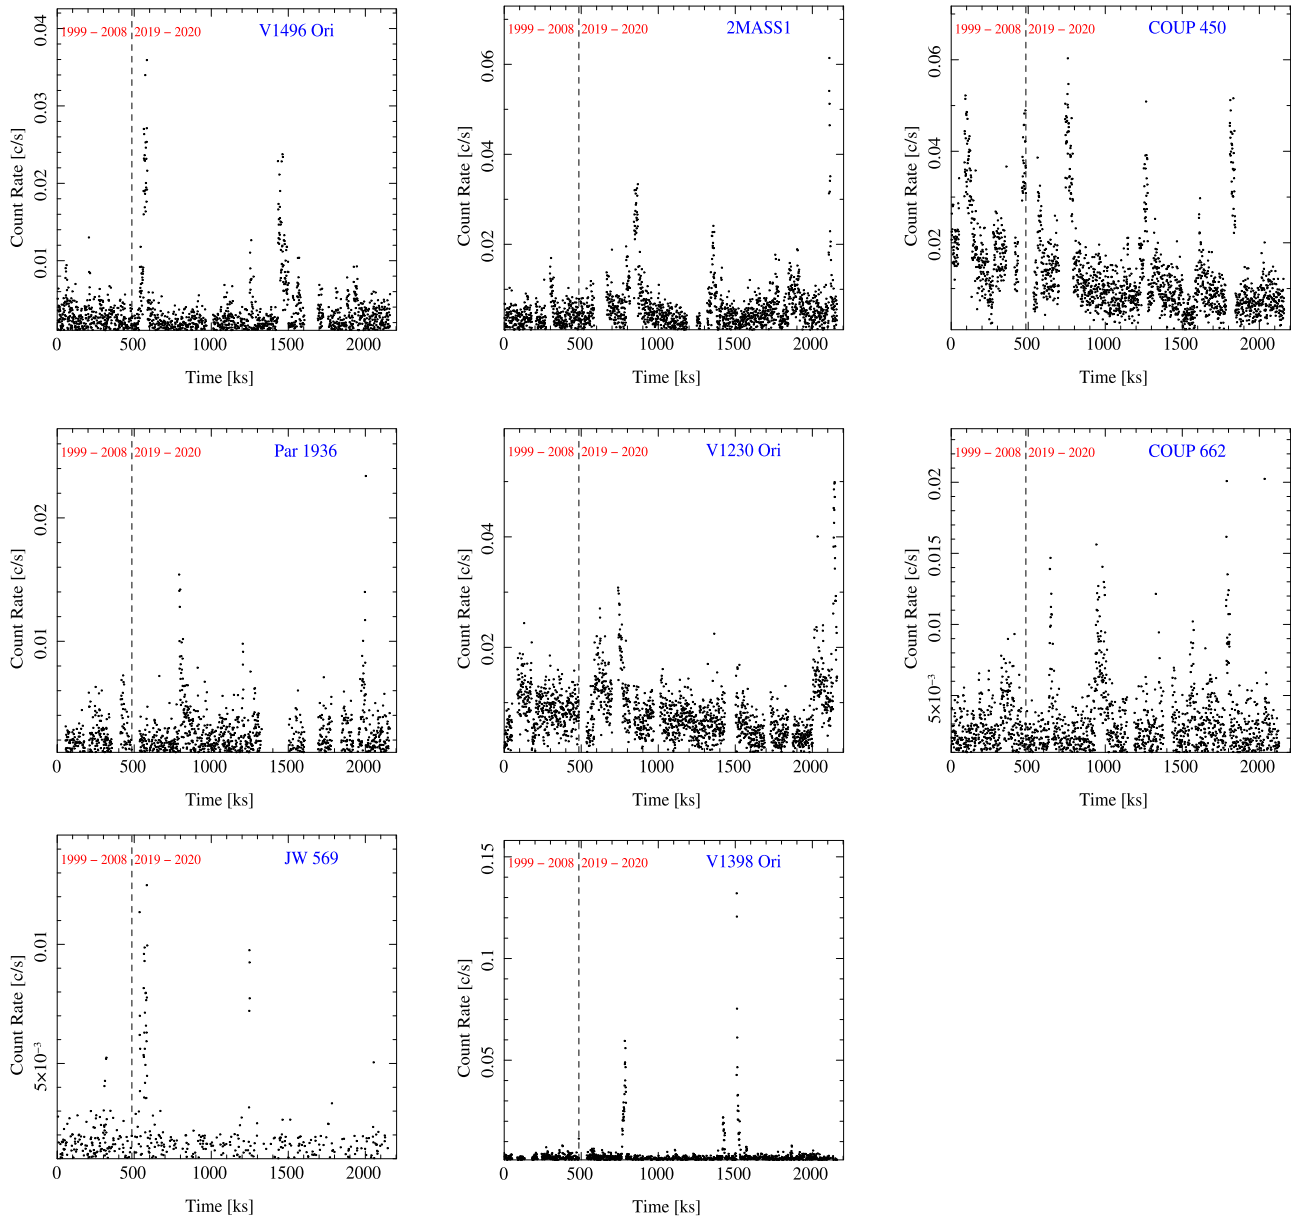 V1496 Ori
1999 – 2008 2019 – 2020
Count Rate [c/s]
0.01 0.02 0.03 0.04
0 500 1000 1500 2000
Time [ks]
2MASS1
1999 – 2008 2019 – 2020
Count Rate [c/s]
0.02 0.04 0.06
0 500 1000 1500 2000
Time [ks]
COUP 450
1999 – 2008 2019 – 2020
Count Rate [c/s]
0.02 0.04 0.06
0 500 1000 1500 2000
Time [ks]
Par 1936
1999 – 2008 2019 – 2020
Count Rate [c/s]
0.01 0.02
0 500 1000 1500 2000
Time [ks]
V1230 Ori
1999 – 2008 2019 – 2020
Count Rate [c/s]
0.02 0.04
0 500 1000 1500 2000
Time [ks]
COUP 662
1999 – 2008 2019 – 2020
Count Rate [c/s]
5×10⁻³ 0.01 0.015 0.02
0 500 1000 1500 2000
Time [ks]
JW 569
1999 – 2008 2019 – 2020
Count Rate [c/s]
5×10⁻³ 0.01
0 500 1000 1500 2000
Time [ks]
V1398 Ori
1999 – 2008 2019 – 2020
Count Rate [c/s]
0.05 0.1 0.15
0 500 1000 1500 2000
Time [ks]